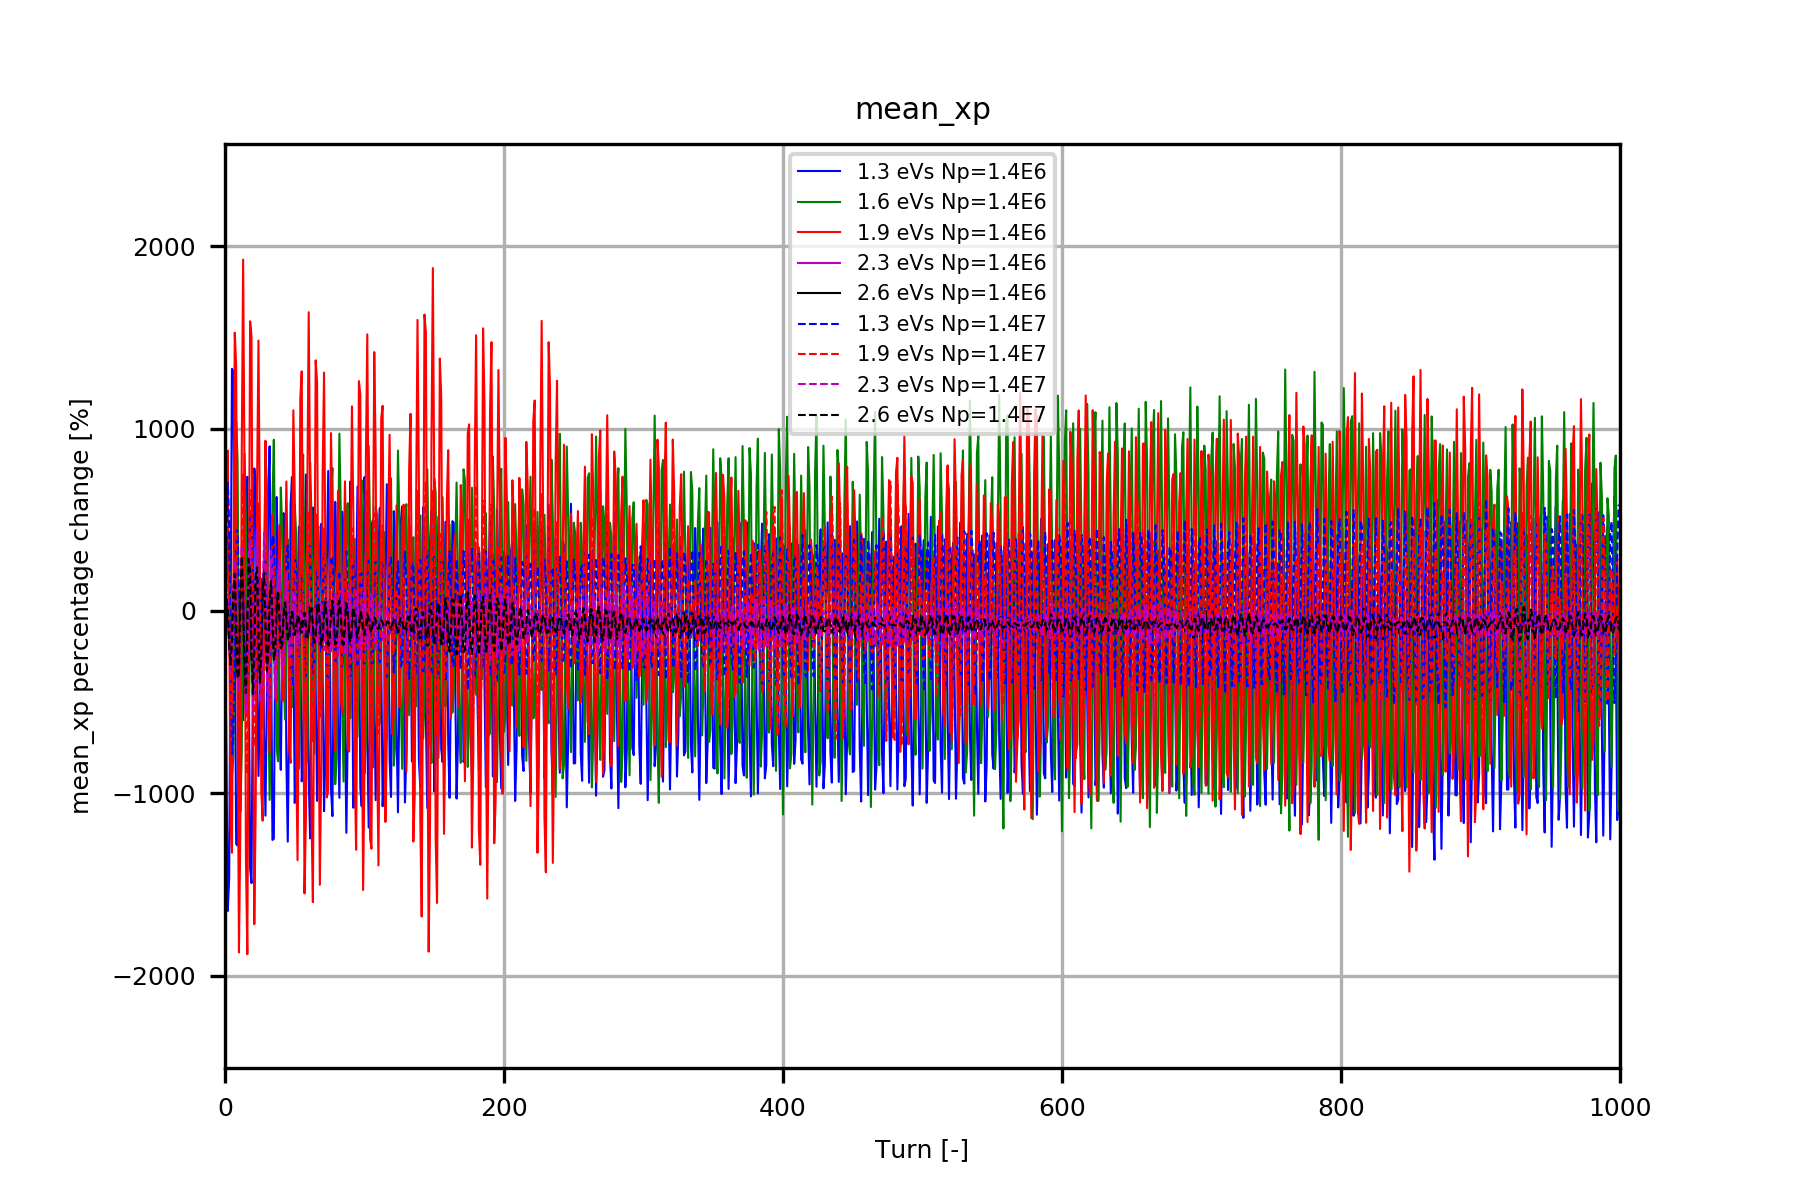 mean_xp
1.3 eVs Np=1.4E6
1.6 eVs Np=1.4E6
1.9 eVs Np=1.4E6
2.3 eVs Np=1.4E6
2.6 eVs Np=1.4E6
1.3 eVs Np=1.4E7
1.9 eVs Np=1.4E7
2.3 eVs Np=1.4E7
2.6 eVs Np=1.4E7
mean_xp percentage change [%]
2000
1000
0
−1000
−2000
0 200 400 600 800 1000
Turn [-]